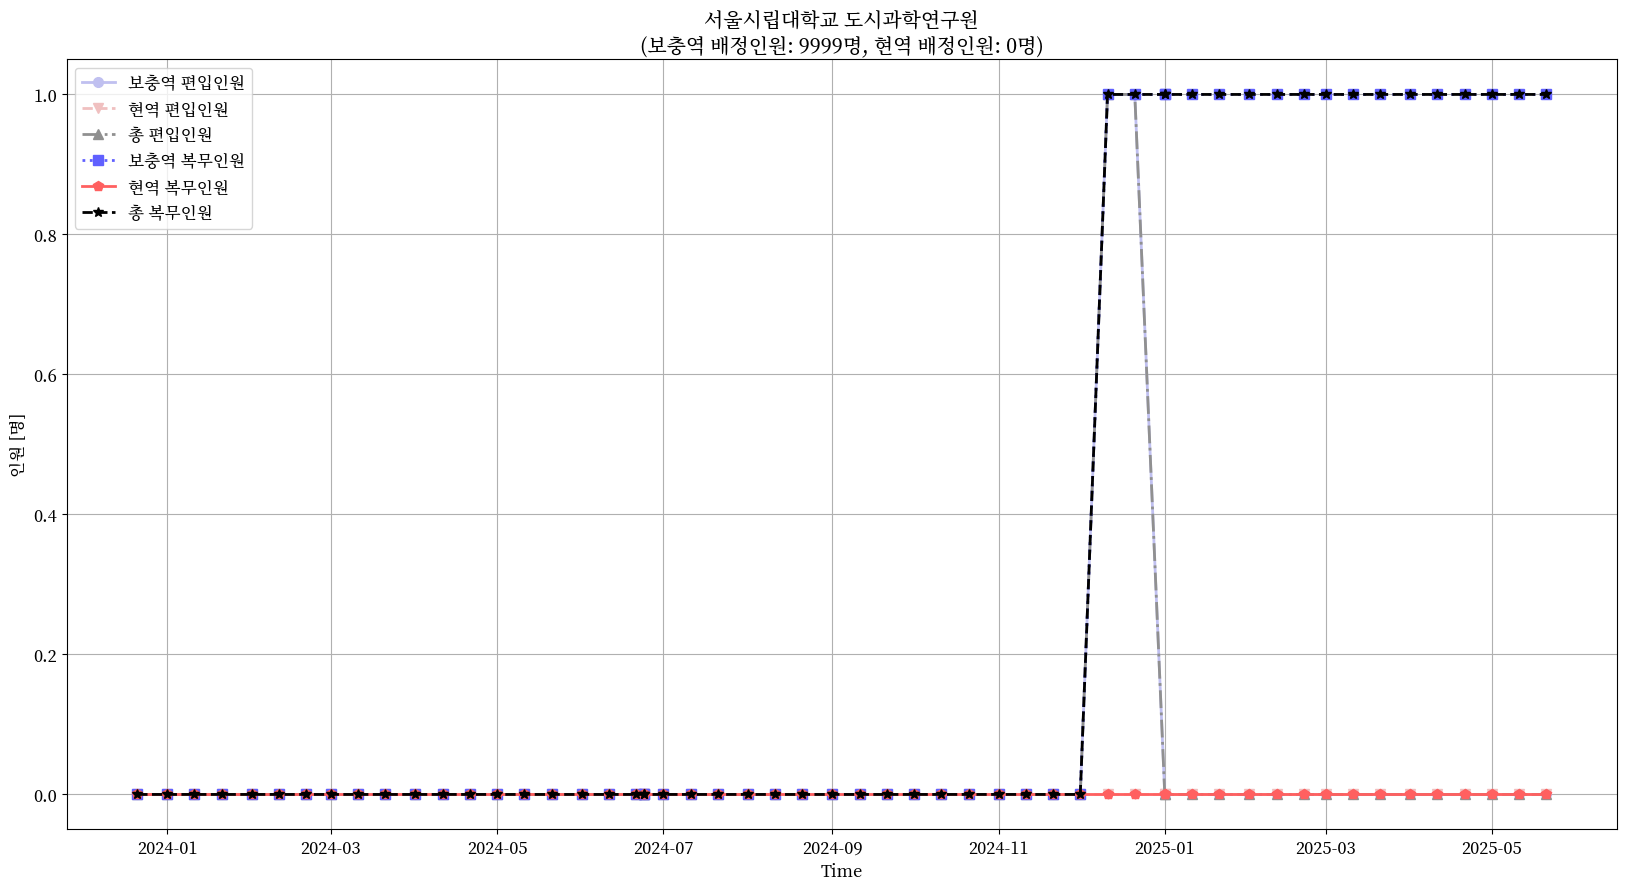 서울시립대학교 도시과학연구원
(보충역 배정인원: 9999명, 현역 배정인원: 0명)
보충역 편입인원
현역 편입인원
총 편입인원
보충역 복무인원
현역 복무인원
총 복무인원
인원 [명]
1.0
0.8
0.6
0.4
0.2
0.0
2024-01 2024-03 2024-05 2024-07 2024-09 2024-11 2025-01 2025-03 2025-05
Time